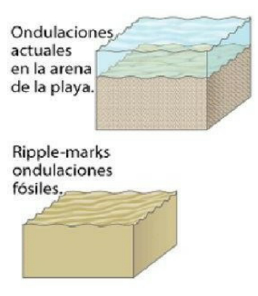 Ondulaciones
actuales
en la arena
de la playa.
Ripple-marks
ondulaciones
fósiles.